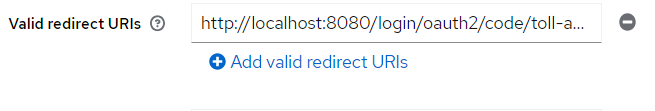 Valid redirect URIs http://localhost:8080/login/oauth2/code/toll-a...
Add valid redirect URIs